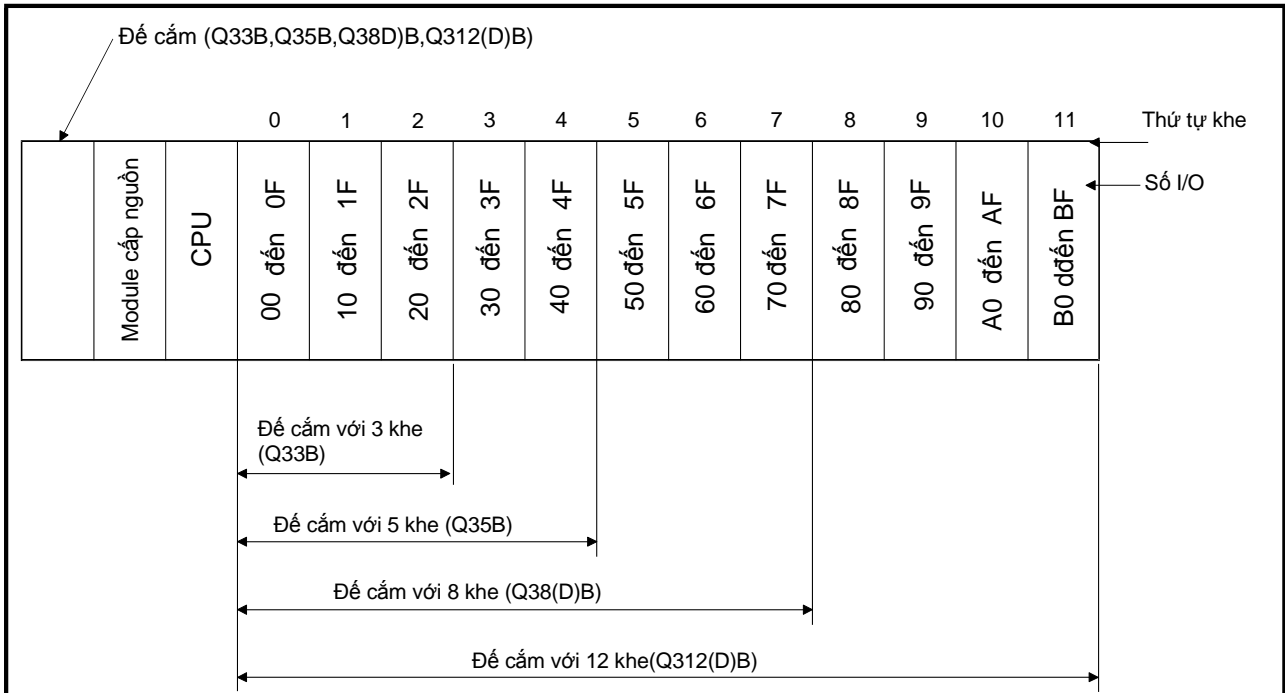 Đế cắm (Q33B,Q35B,Q38D)B,Q312(D)B)
0 1 2 3 4 5 6 7 8 9 10 11 Thứ tự khe
Số I/O
Module cấp nguồn
CPU
00 đến 0F
10 đến 1F
20 đến 2F
30 đến 3F
40 đến 4F
50 đến 5F
60 đến 6F
70 đến 7F
80 đến 8F
90 đến 9F
A0 đến AF
B0 dđến BF
Đế cắm với 3 khe
(Q33B)
Đế cắm với 5 khe (Q35B)
Đế cắm với 8 khe (Q38(D)B)
Đế cắm với 12 khe(Q312(D)B)